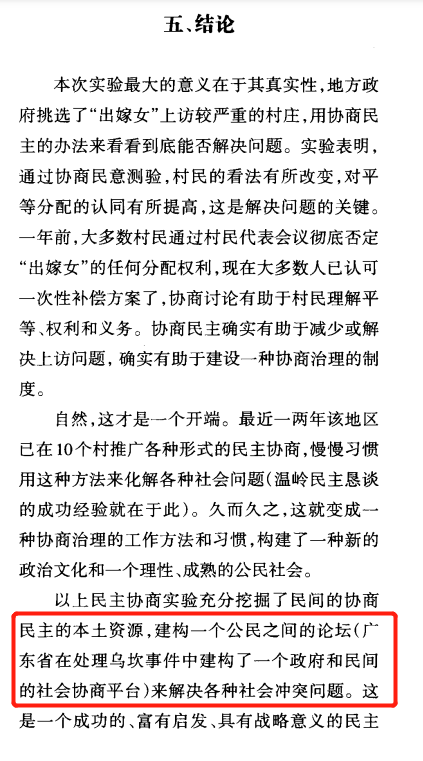 五、结论
本次实验最大的意义在于其真实性,地方政
府挑选了“出嫁女”上访较严重的村庄,用协商民
主的办法来看看到底能否解决问题。实验表明,
通过协商民意测验,村民的看法有所改变,对平
等分配的认同有所提高,这是解决问题的关键。
一年前,大多数村民通过村民代表会议彻底否定
“出嫁女”的任何分配权利,现在大多数人已认可
一次性补偿方案了,协商讨论有助于村民理解平
等、权利和义务。协商民主确实有助于减少或解
决上访问题,确实有助于建设一种协商治理的制
度。
自然,这才是一个开端。最近一两年该地区
已在10个村推广各种形式的民主协商,慢慢习惯
用这种方法来化解各种社会问题(温岭民主恳谈
的成功经验就在于此)。久而久之,这就变成一
种协商治理的工作方法和习惯,构建了一种新的
政治文化和一个理性、成熟的公民社会。
以上民主协商实验充分挖掘了民间的协商
民主的本土资源,建构一个公民之间的论坛(广
东省在处理乌坎事件中建构了一个政府和民间
的社会协商平台)来解决各种社会冲突问题。这
是一个成功的、富有启发、具有战略意义的民主